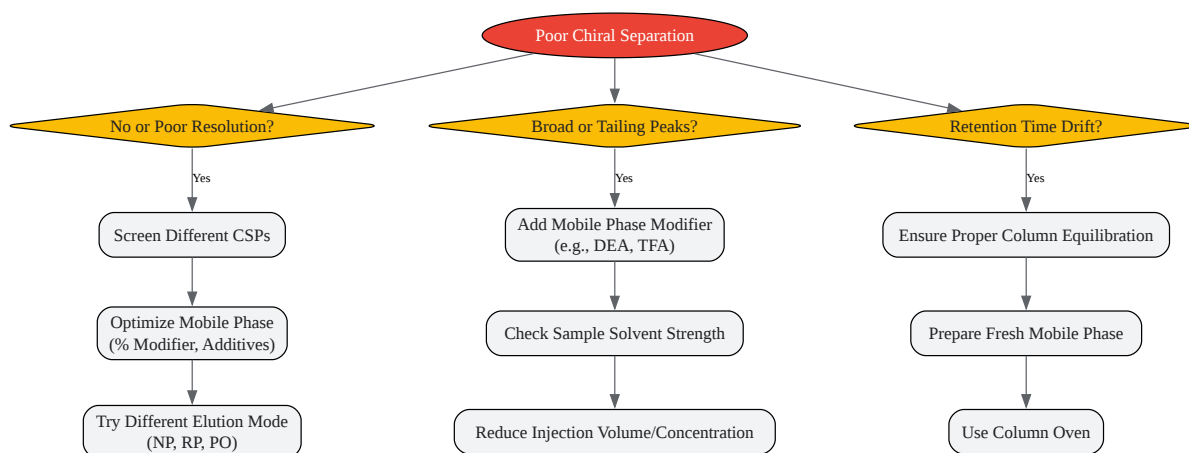 Poor Chiral Separation
No or Poor Resolution?
Broad or Tailing Peaks?
Retention Time Drift?
Yes
Yes
Yes
Screen Different CSPs
Add Mobile Phase Modifier
(e.g., DEA, TFA)
Ensure Proper Column Equilibration
Optimize Mobile Phase
(% Modifier, Additives)
Check Sample Solvent Strength
Prepare Fresh Mobile Phase
Try Different Elution Mode
(NP, RP, PO)
Reduce Injection Volume/Concentration
Use Column Oven